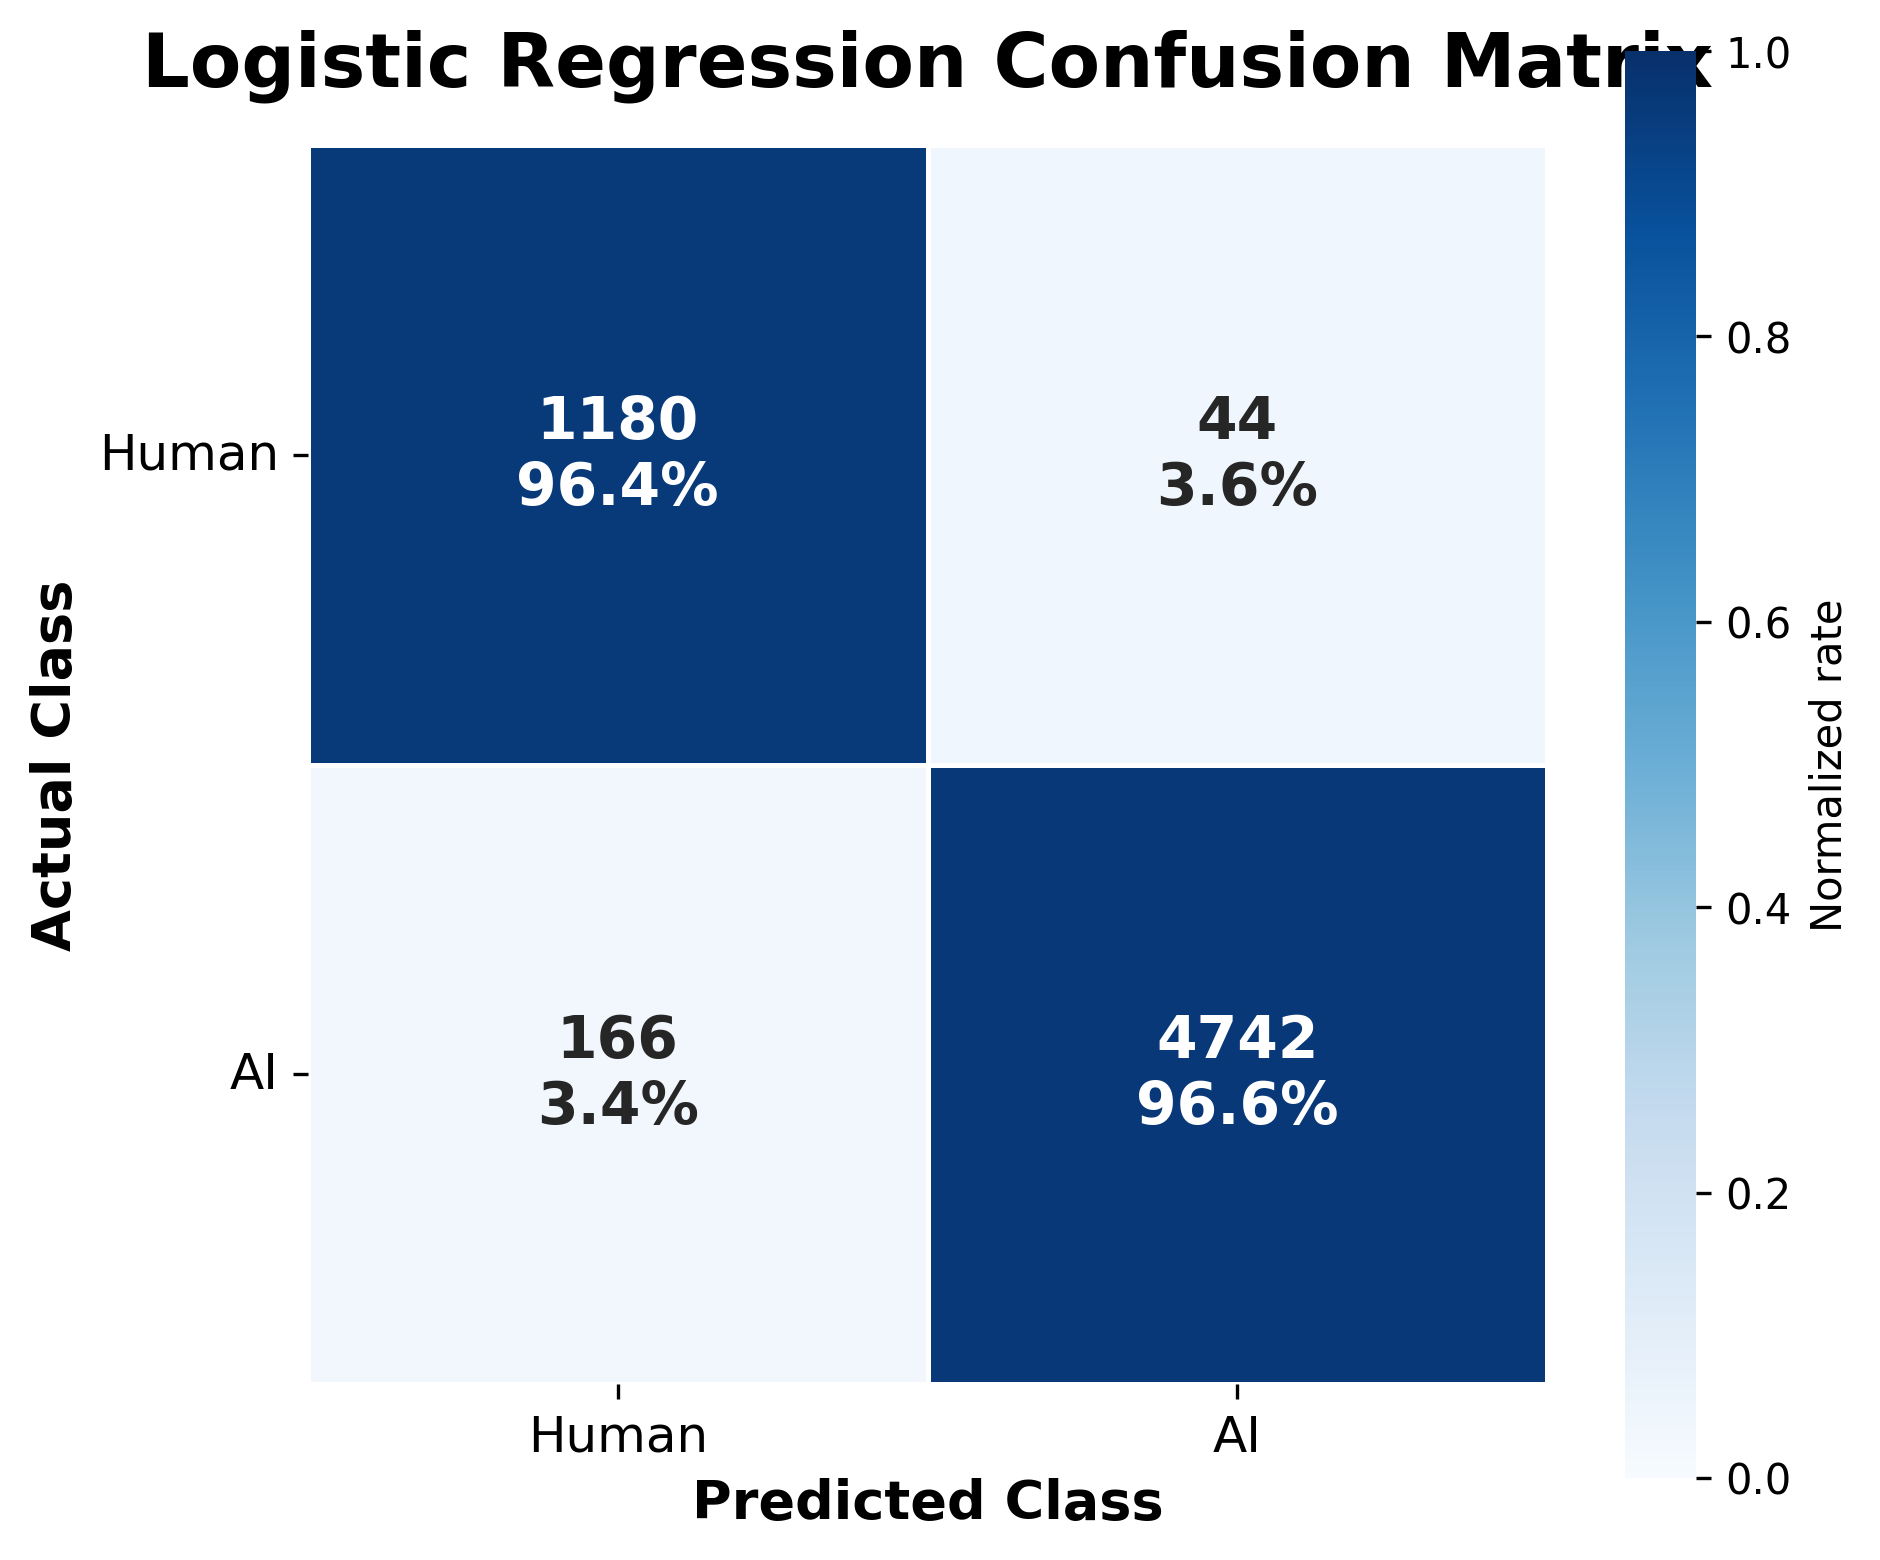 Logistic Regression Confusion Matrix
1.0
1180
96.4%
44
3.6%
Human
0.8
0.6
Normalized rate
Actual Class
0.4
166
3.4%
4742
96.6%
AI
0.2
0.0
Human
AI
Predicted Class